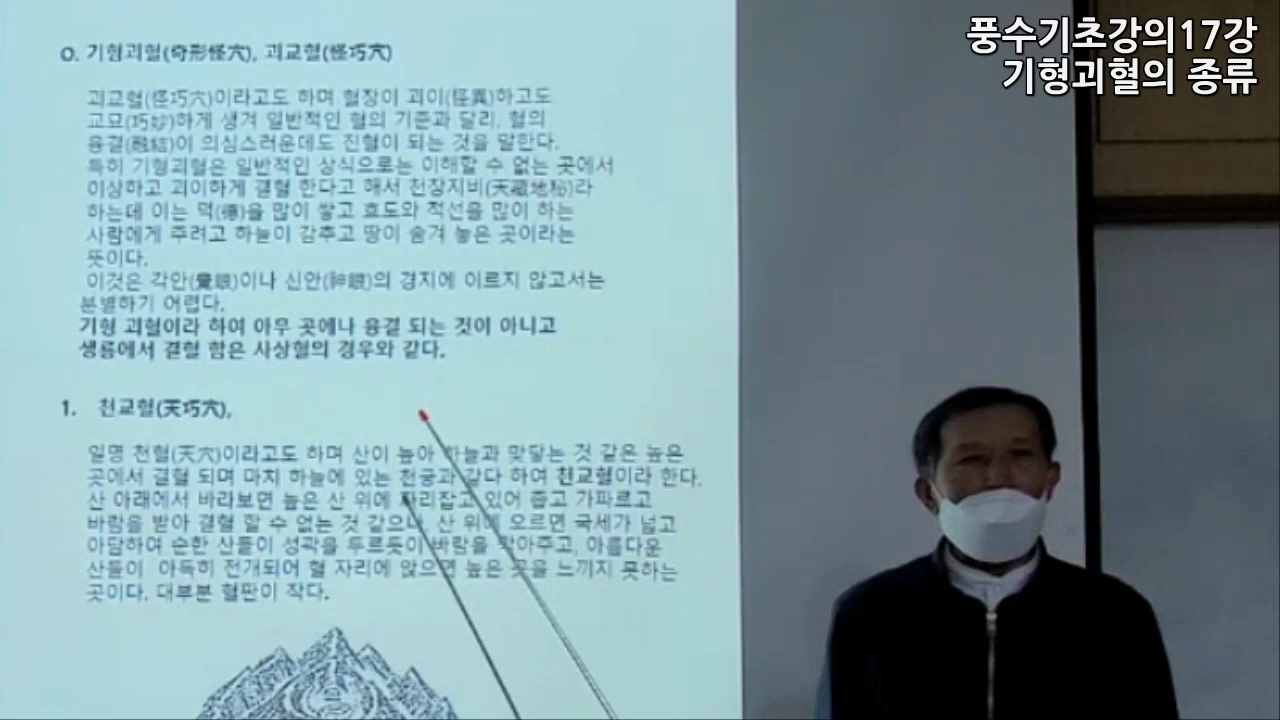 풍수기초강의17강
기형괴혈의 종류
O. 기형괴혈(奇形怪穴), 괴교혈(怪巧穴)
괴교혈(怪巧穴)이라고도 하며 혈장이 괴이(怪異)하고도
교묘(巧妙)하게 생겨 일반적인 혈의 기준과 달리, 혈의
융결(融結)이 의심스러운데도 진혈이 되는 것을 말한다.
특히 기형괴혈은 일반적인 상식으로는 이해할 수 없는 곳에서
이상하고 괴이하게 결혈 한다고 해서 천장지비(天藏地秘)라
하는데 이는 덕(德)을 많이 쌓고 효도와 적선을 많이 하는
사람에게 주려고 하늘이 감추고 땅이 숨겨 놓은 곳이라는
뜻이다.
이것은 각안(覺眼)이나 신안(神眼)의 경지에 이르지 않고서는
분별하기 어렵다.
기형 괴혈이라 하여 아무 곳에나 융결 되는 것이 아니고
생룡에서 결혈 함은 사상혈의 경우와 같다.
1. 천교혈(天巧穴),
일명 천혈(天穴)이라고도 하며 산이 높아 하늘과 맞닿는 것 같은 높은
곳에서 결혈 되며 마치 하늘에 있는 천궁과 같다 하여 천교혈이라 한다.
산 아래에서 바라보면 높은 산 위에 자리잡고 있어 좁고 가파르고
바람을 받아 결혈 할 수 없는 것 같으나, 산 위에 오르면 국세가 넓고
아담하여 순한 산들이 성곽을 두르듯이 바람을 막아주고, 아름다운
산들이 아득히 전개되어 혈 자리에 앉으면 높은 곳을 느끼지 못하는
곳이다. 대부분 혈판이 작다.